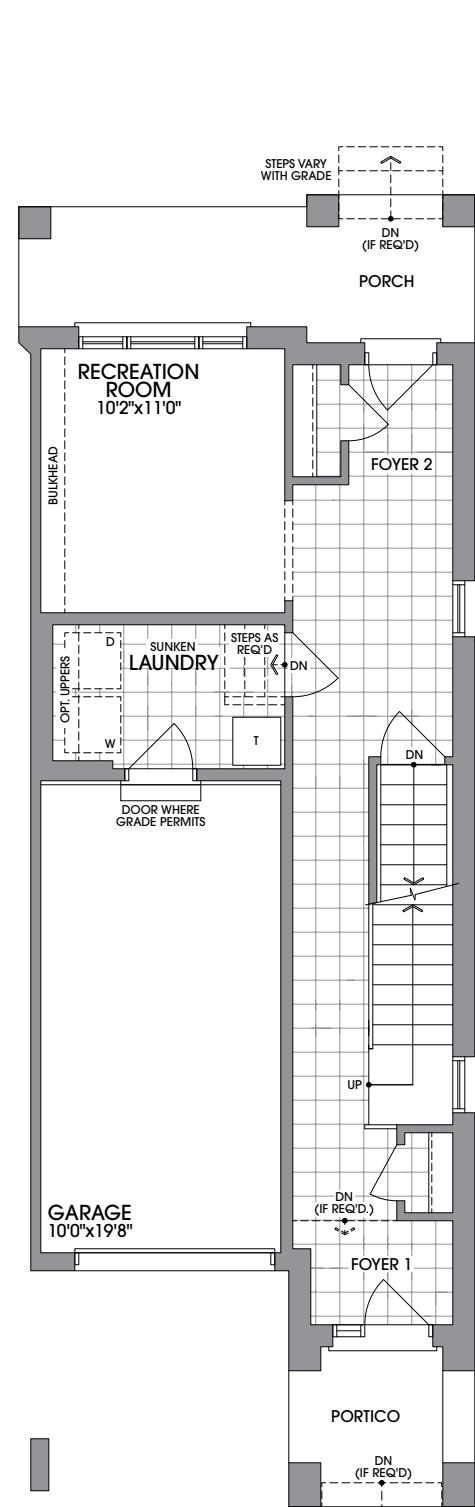 STEPS VARY
WITH GRADE
DN
(IF REQ'D)
PORCH
RECREATION
ROOM
10'2"x11'0"
BULKHEAD
FOYER 2
OPT. UPPERS
D
SUNKEN
LAUNDRY
STEPS AS
REQ'D
DN
W
T
DN
DOOR WHERE
GRADE PERMITS
UP
GARAGE
10'0"x19'8"
DN
(IF REQ'D.)
FOYER 1
PORTICO
DN
(IF REQ'D)